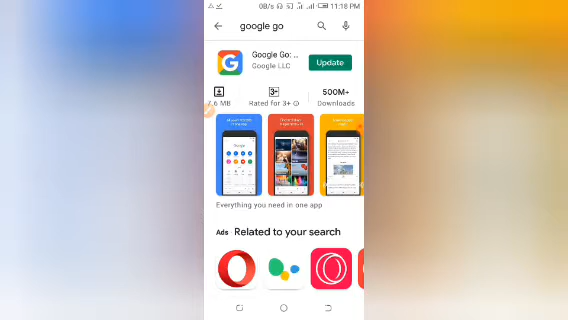 0B/s 11:18 PM
google go
Google Go: ..
Google LLC
Update
7.6 MB
Rated for 3+
500M+
Downloads
Everything you need in one app
Ads Related to your search